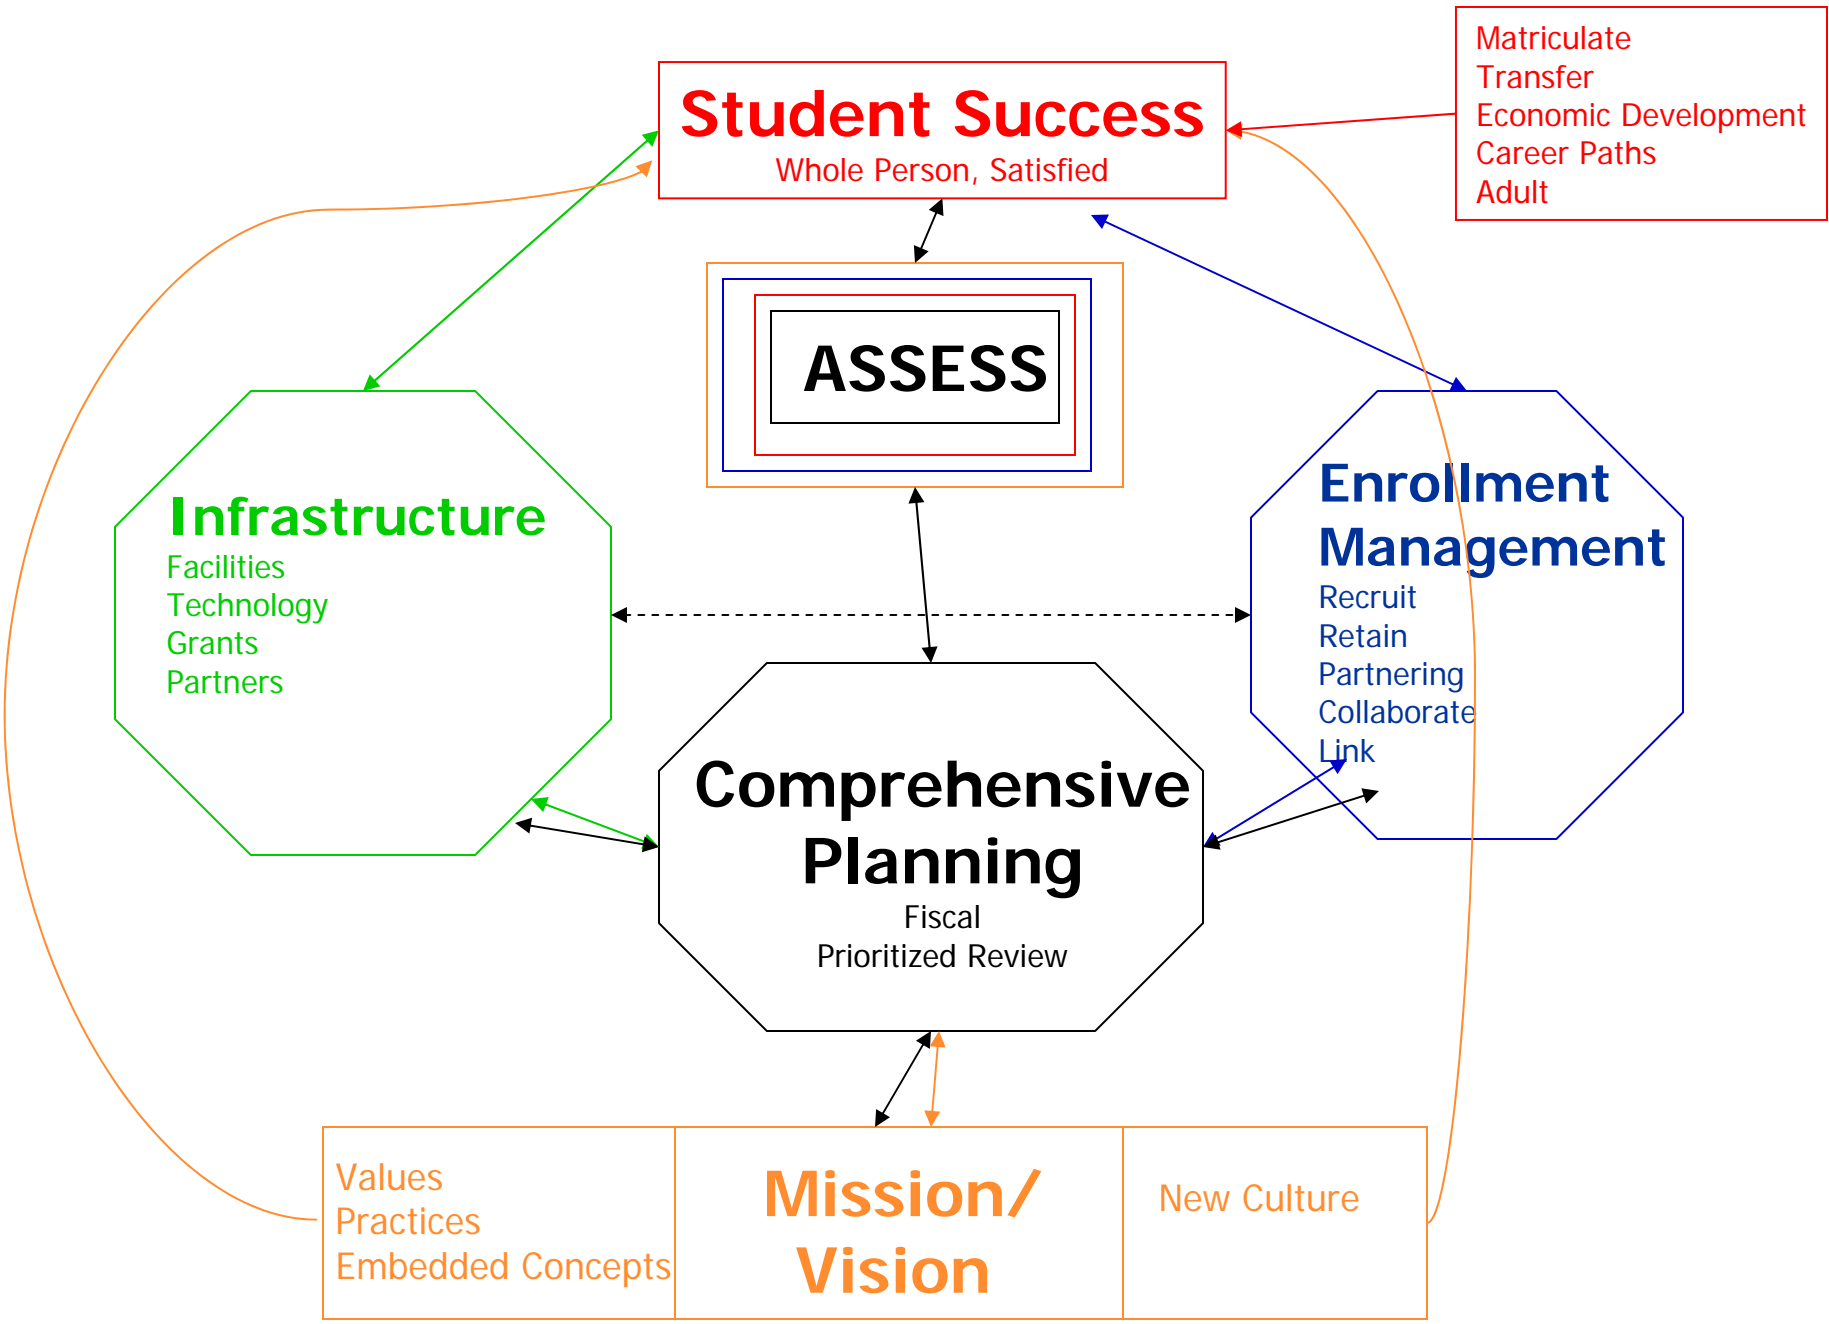 Matriculate
Transfer
Economic Development
Career Paths
Adult
Student Success
Whole Person, Satisfied
ASSESS
Infrastructure
Facilities
Technology
Grants
Partners
Enrollment
Management
Recruit
Retain
Partnering
Collaborate
Link
Comprehensive
Planning
Fiscal
Prioritized Review
Values
Practices
Embedded Concepts
Mission/
Vision
New Culture